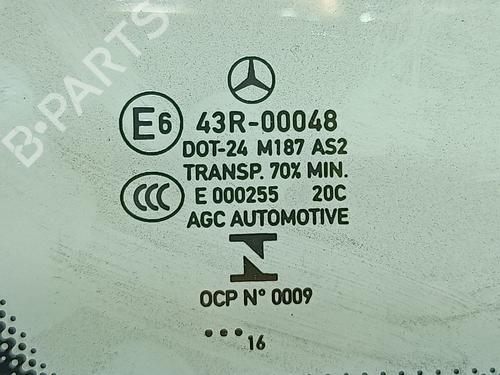 E6 43R-00048
DOT-24 M187 AS2
TRANSP. 70% MIN.
CCC E 000255 20C
AGC AUTOMOTIVE
N
OCP N° 0009
•••• 16
B-PARTS